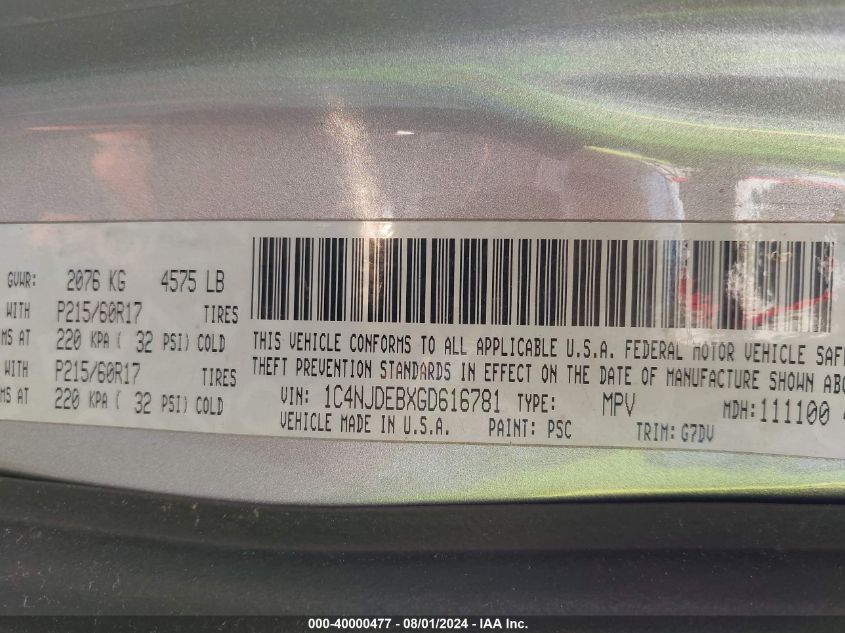 GVWR: 2076 KG 4575 LB
WITH P215/60R17 TIRES
MS AT 220 KPA ( 32 PSI) COLD
WITH P215/60R17 TIRES
MS AT 220 KPA ( 32 PSI) COLD
THIS VEHICLE CONFORMS TO ALL APPLICABLE U.S.A. FEDERAL MOTOR VEHICLE SAF
THEFT PREVENTION STANDARDS IN EFFECT ON THE DATE OF MANUFACTURE SHOWN ABO
VIN: 1C4NJDEBXGD616781 TYPE: MPV MDH:111100
VEHICLE MADE IN U.S.A. PAINT: PSC TRIM: G7DV
000-40000477 - 08/01/2024 - IAA Inc.